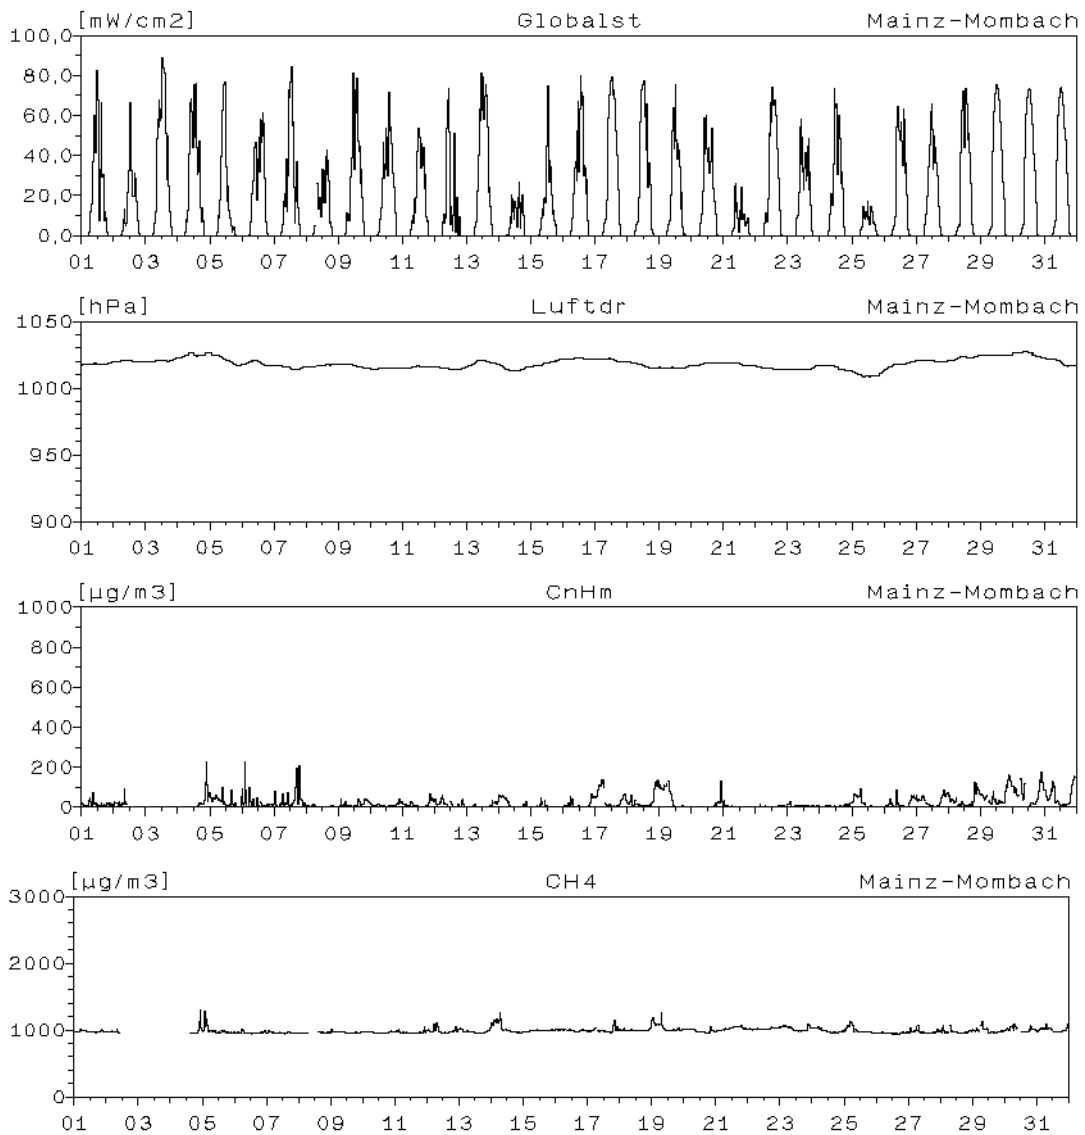 [mW/cm2] Globalst Mainz-Mombach
100,0
80,0
60,0
40,0
20,0
0,0
01 03 05 07 09 11 13 15 17 19 21 23 25 27 29 31
[hPa] Luftdr Mainz-Mombach
1050
1000
950
900
01 03 05 07 09 11 13 15 17 19 21 23 25 27 29 31
[µg/m3] CnHm Mainz-Mombach
1000
800
600
400
200
0
01 03 05 07 09 11 13 15 17 19 21 23 25 27 29 31
[µg/m3] CH4 Mainz-Mombach
3000
2000
1000
0
01 03 05 07 09 11 13 15 17 19 21 23 25 27 29 31